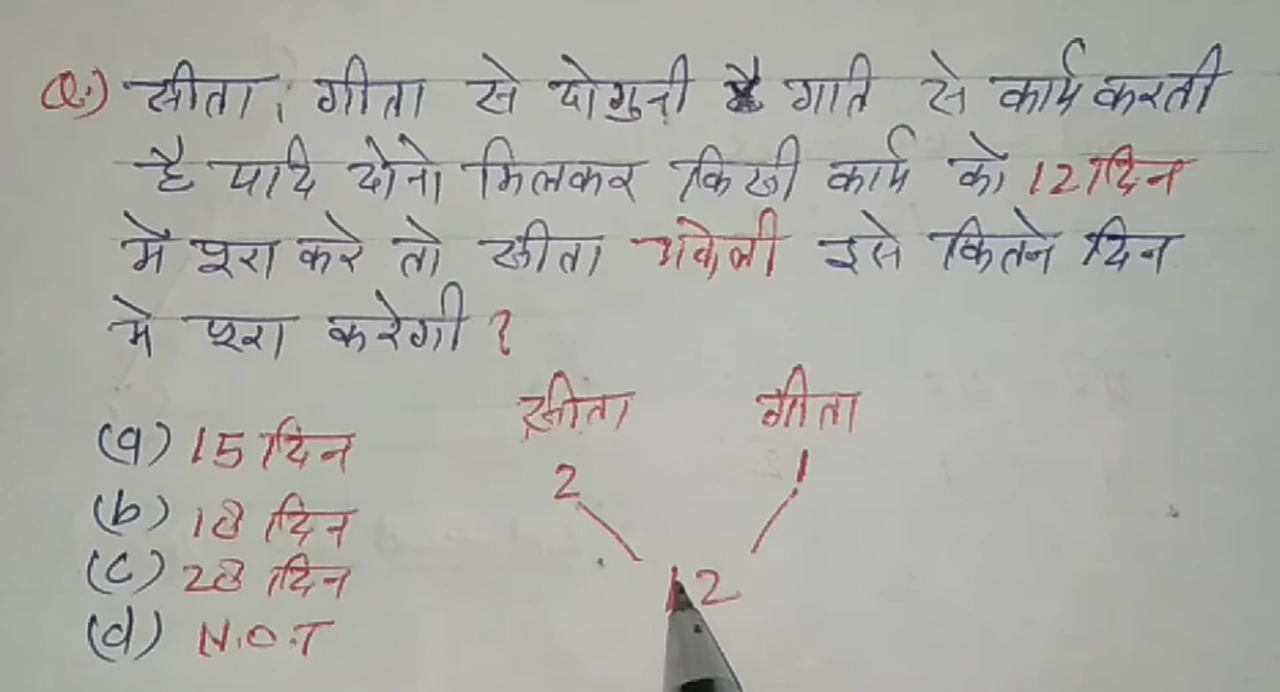 Q.) सीता, गीता से दोगुनी गति से कार्य करती
है यदि दोनो मिलकर किसी कार्य को 12 दिन
मे पूरा करे तो सीता अकेली इसे कितने दिन
मे पूरा करेगी ?
सीता गीता
(a) 15 दिन
2 1
(b) 18 दिन
(c) 28 दिन
12
(d) N.O.T